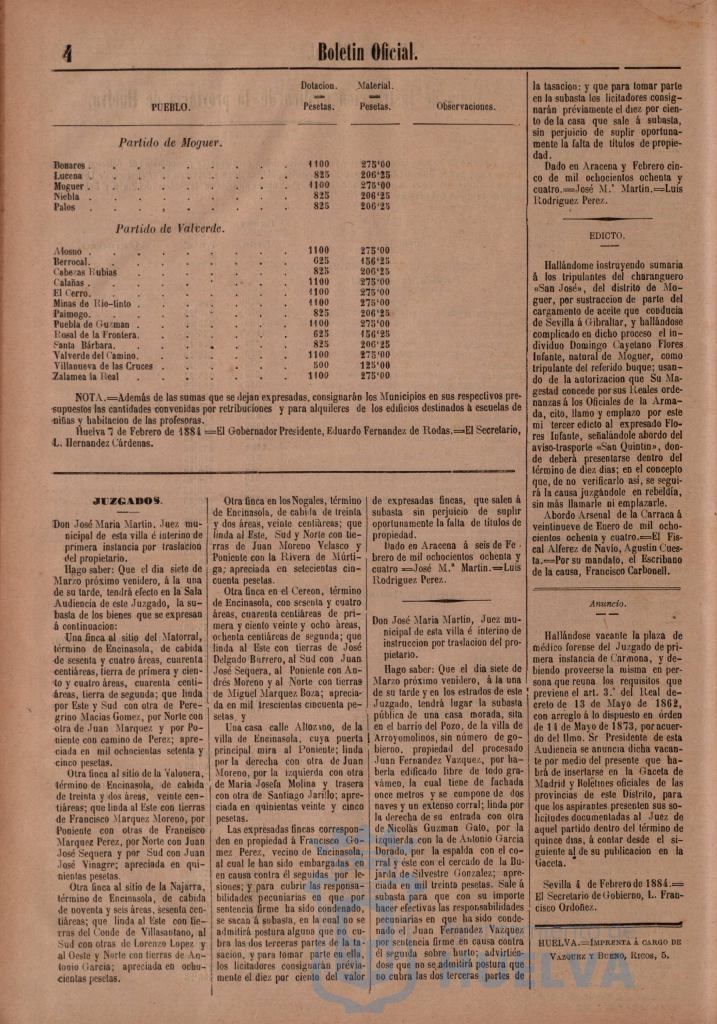 4
Boletin Oficial.
PUEBLO. Dotacion. Pesetas. Material. Pesetas. Observaciones.
Partido de Moguer.
Bonares . . . . . . . . . 1100 275'00
Lucena . . . . . . . . . 825 206'25
Moguer . . . . . . . . . 1100 275'00
Niebla . . . . . . . . . 825 206'25
Palos . . . . . . . . . 825 206'25
Partido de Valverde.
Alosno . . . . . . . . . 1100 275'00
Berrocal. . . . . . . . . 625 156'25
Cabezas Rubias . . . . . . . 825 206'25
Calañas . . . . . . . . . 1100 275'00
El Cerro. . . . . . . . . 1100 275'00
Minas de Rio-tinto . . . . . . . 1100 275'00
Paimogo. . . . . . . . . 825 206'25
Puebla de Guzman . . . . . . . 1100 275'00
Rosal de la Frontera. . . . . . . 625 156'25
Santa Bárbara. . . . . . . . 825 206'25
Valverde del Camino. . . . . . . 1100 275'00
Villanueva de las Cruces . . . . . . 500 125'00
Zalamea la Real . . . . . . . 1100 275'00
NOTA.=Además de las sumas que se dejan expresadas, consignarán los Municipios en sus respectivos pre-
supuestos las cantidades convenidas por retribuciones y para alquileres de los edificios destinados á escuelas de
niñas y habitacion de las profesoras.
Huelva 7 de Febrero de 1884 =El Gobernador Presidente, Eduardo Fernandez de Rodas.=El Secretario,
L. Hernandez Cárdenas.
JUZGADOS.
Don José Maria Martin, Juez mu-
nicipal de esta villa é interino de
primera instancia por traslacion
del propietario.
Hago saber: Que el dia siete de
Marzo próximo venidero, á la una
de su tarde, tendrá efecto en la Sala
Audiencia de este Juzgado, la su-
basta de los bienes que se expresan
á continuacion:
Una finca al sitio del Matorral,
término de Encinasola, de cabida
de sesenta y cuatro áreas, cuarenta
centiáreas, tierra de primera y cien-
to y cuatro áreas, cuarenta centi-
áreas, tierra de segunda; que linda
por Este y Sud con otra de Pere-
grino Macias Gomez, por Norte con
otra de Juan Marquez y por Po-
niente con camino de Perez; apre-
ciada en mil ochocientas setenta y
cinco pesetas.
Otra finca al sitio de la Valonera,
término de Encinasola, de cabida
de treinta y dos áreas, veinte cen-
tiáreas; que linda al Este con tierras
de Francisco Marquez Moreno, por
Poniente con otras de Francisco
Marquez Perez, por Norte con Juan
José Sequera y por Sud con Juan
José Vinagre; apreciada en qui-
nientas pesetas.
Otra finca al sitio de la Najarra,
término de Encinasola, de cabida
de noventa y seis áreas, sesenta cen-
tiáreas; que linda al Este con tie-
rras del Conde de Villasantano, al
Sud con otras de Lorenzo Lopez y
al Oeste y Norte con tierras de An-
tonio Garcia; apreciada en ocho-
cientas pesetas.
Otra finca en los Nogales, término
de Encinasola, de cabida de treinta
y dos áreas, veinte centiáreas; que
linda al Este, Sud y Norte con tie-
rras de Juan Moreno Velasco y
Poniente con la Rivera de Múrti-
ga; apreciada en setecientas cin-
cuenta pesetas.
Otra finca en el Cereon, término
de Encinasola, con sesenta y cuatro
áreas, cuarenta centiáreas de prime-
ra y ciento veinte y ocho áreas,
ochenta centiáreas de segunda; que
linda al Este con tierras de José
Delgado Barrero, al Sud con Juan
José Sequera, al Poniente con An-
drés Moreno y al Norte con tierras
de Miguel Marquez Boza; aprecia-
da en mil trescientas cincuenta pe-
setas y
Una casa calle Altozano, de la
villa de Encinasola, cuya puerta
principal mira al Poniente; linda
por la derecha con otra de Juan
Moreno, por la izquierda con otra
de Maria Josefa Molina y trasera
con otra de Santiago Jarillo; apre-
ciada en quinientas veinte y cinco
pesetas.
Las expresadas fincas correspon-
den en propiedad á Francisco Go-
mez Perez, vecino de Encinasola,
al cual le han sido embargadas en
en causa contra él seguidas por le-
siones; y para cubrir las responsa-
bilidades pecuniarias en que por
sentencia firme ha sido condenado,
se sacan á subasta, en la cual no se
admitirá postura alguna que no cu-
bra las dos terceras partes de la ta-
sacion, y para tomar parte en ella,
los licitadores consignarán prévia-
mente el diez por ciento del valor
de expresadas fincas, que salen á
subasta sin perjuicio de suplir
oportunamente la falta de títulos de
propiedad.
Dado en Aracena á seis de Fe-
brero de mil ochocientos ochenta y
cuatro =José M.ª Martin.=Luis
Rodriguez Perez.
Don José Maria Martin, Juez mu-
nicipal de esta villa é interino de
instruccion por traslacion del pro-
pietario.
Hago saber: Que el dia siete de
Marzo próximo venidero, á la una
de su tarde y en los estrados de este
Juzgado, tendrá lugar la subasta
pública de una casa morada, sita
en el barrio del Pozo, de la villa de
Arroyomolinos, sin número de go-
bierno, propiedad del procesado
Juan Fernandez Vazquez, por ha-
berla edificado libre de todo gra-
vámen, la cual tiene de fachada
once metros y se compone de dos
naves y un extenso corral; linda por
la derecha de su entrada con otra
de Nicolás Guzman Gato, por la
izquierda con la de Antonio Garcia
Dorado, por la espalda con el co-
rral y éste con el cercado de la Bu-
jarda de Silvestre Gonzalez; apre-
ciada en mil treinta pesetas. Sale á
subasta para que con su importe
hacer efectivas las responsabilidades
pecuniarias en que ha sido conde-
nado el Juan Fernandez Vazquez
por sentencia firme en causa contra
él seguida sobre hurto; advirtién-
dose que no se admitirá postura que
no cubra las dos terceras partes de
la tasacion: y que para tomar parte
en la subasta los licitadores consig-
narán préviamente el diez por cien-
to de la casa que sale á subasta,
sin perjuicio de suplir oportuna-
mente la falta de títulos de propie-
dad.
Dado en Aracena y Febrero cin-
co de mil ochocientos ochenta y
cuatro.=José M.ª Martin.=Luis
Rodriguez Perez.
EDICTO.
Hallándome iostruyendo sumaria
á los tripulantes del charanguero
«San José», del distrito de Mo-
guer, por sustraccion de parte del
cargamento de aceite que conducia
de Sevilla á Gibraltar, y hallándose
complicado en dicho proceso el in-
dividuo Domingo Cayetano Flores
Infante, natural de Moguer, como
tripulante del referido buque; usan-
do de la autorizacion que Su Ma-
gestad concede por sus Reales orde-
nanzas á los Oficiales de la Arma-
da, cito, llamo y emplazo por este
mi tercer edicto al expresado Flo-
res Infante, señalándole abordo del
aviso-trasporte «San Quintin», don-
de deberá presentarse dentro del
término de diez dias; en el concepto
que, de no verificarlo así, se segui-
rá la causa juzgándole en rebeldía,
sin más llamarle ni emplazarle.
Abordo Arsenal de la Carraca á
veintinueve de Enero de mil ocho-
cientos ochenta y cuatro.=El Fis-
cal Alferez de Navío, Agustin Cues-
ta.=Por su mandato, el Escribano
de la causa, Francisco Carbonell.
Anuncio.
Hallándose vacante la plaza de
médico forense del Juzgado de pri-
mera instancia de Carmona, y de-
biendo proveerse la misma en per-
sona que reuna los requisitos que
previene el art. 3.º del Real de-
creto de 13 de Mayo de 1862,
con arreglo á lo dispuesto en órden
de 14 de Mayo de 1873, por acuer-
do del Ilmo. Sr Presidente de esta
Audiencia se anuncia dicha vacan-
te por medio del presente que ha-
brá de insertarse en la Gaceta de
Madrid y Bolétines oficiales de las
provincias de este Distrito, para
que los aspirantes presenten sus so-
licitudes documentadas al Juez de
aquel partido dentro del término de
quince dias, á contar desde el si-
guiente al de su publicacion en la
Gaceta.
Sevilla 4 de Febrero de 1884.=
El Secretario de Gobierno, L. Fran-
cisco Ordoñez.
HUELVA.=IMPRENTA Á CARGO DE
VAZQUEZ Y BUENO, RICOS, 5.